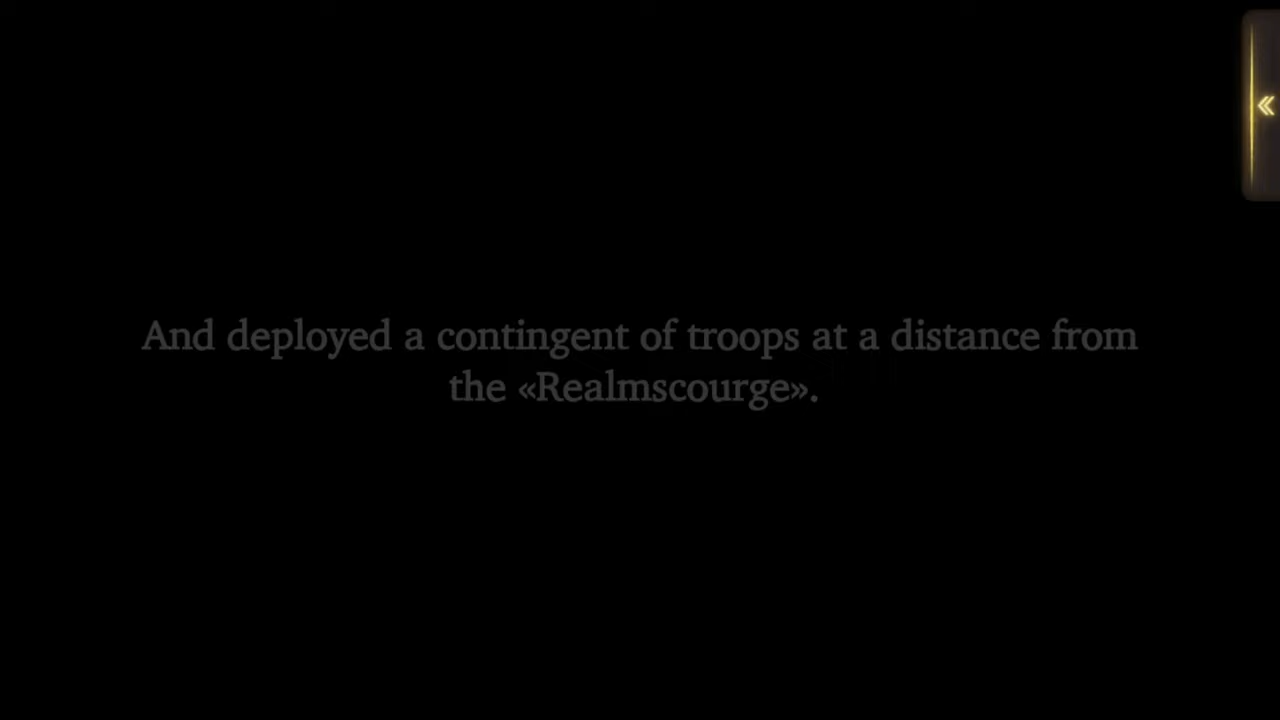 And deployed a contingent of troops at a distance from
the «Realmscourge».